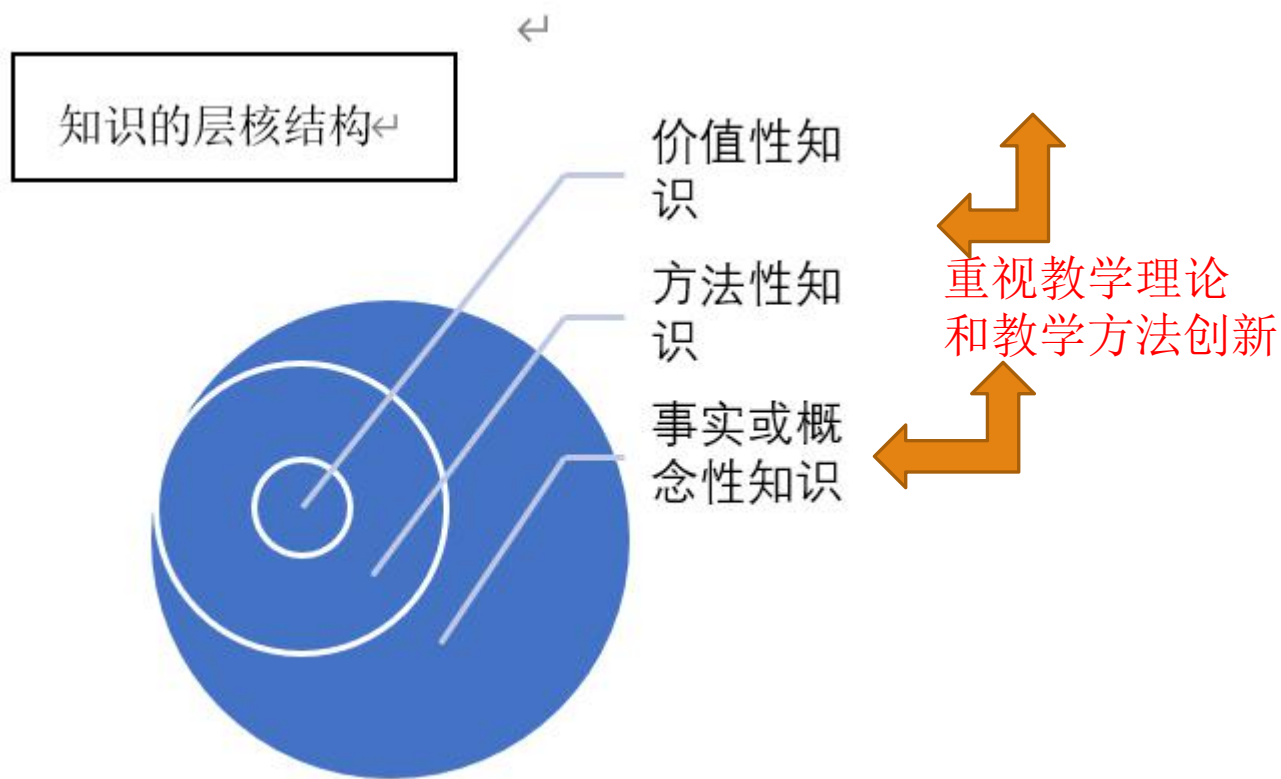 知识的层核结构
价值性知
识
方法性知
识
事实或概
念性知识
重视教学理论
和教学方法创新